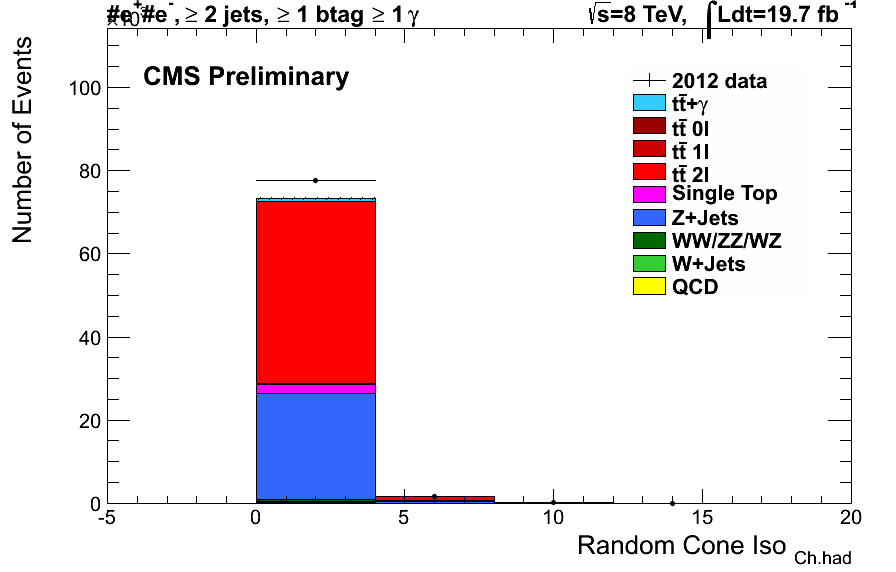 #e⁺#e⁻, ≥ 2 jets, ≥ 1 btag ≥ 1 γ
√s=8 TeV, ∫Ldt=19.7 fb⁻¹
CMS Preliminary
Number of Events
100
80
60
40
20
0
2012 data
tt̄+γ
tt̄ 0l
tt̄ 1l
tt̄ 2l
Single Top
Z+Jets
WW/ZZ/WZ
W+Jets
QCD
-5 0 5 10 15 20
Random Cone Iso Ch.had